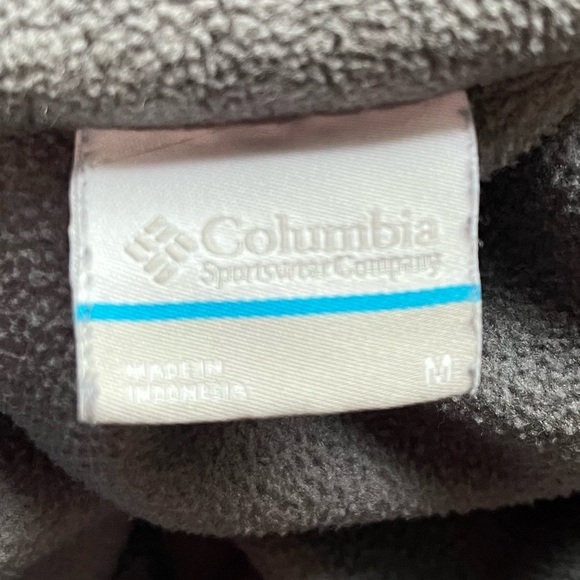 Columbia
Sportswear Company
MADE IN
INDONESIA
M